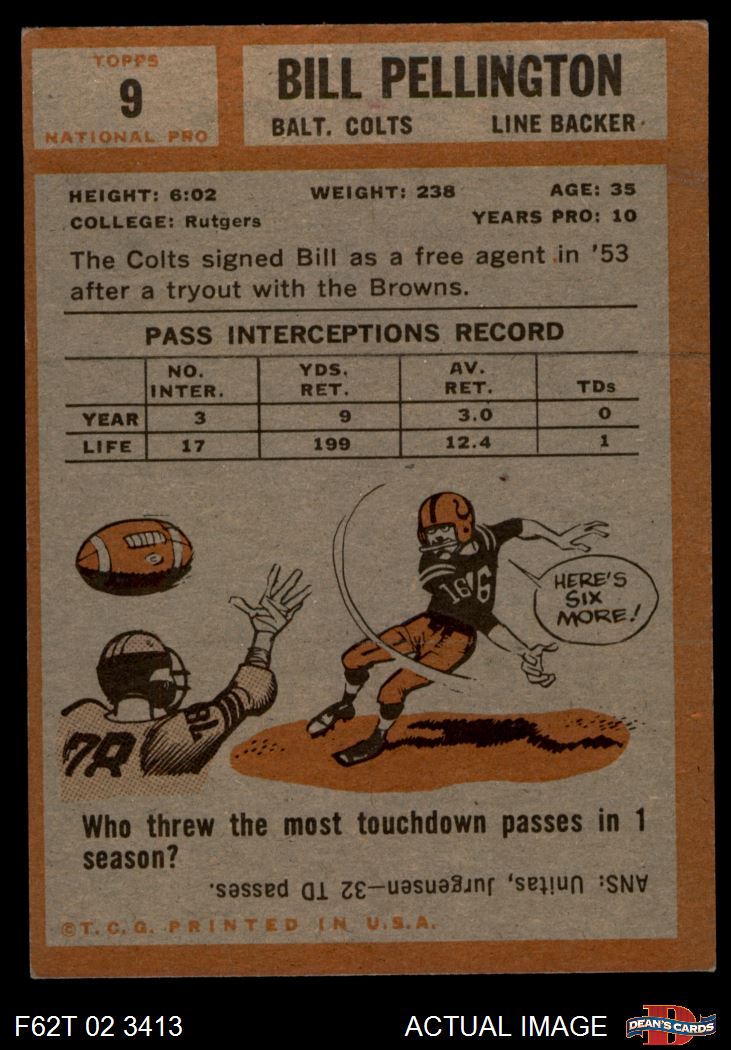 TOPPS
9
NATIONAL PRO
BILL PELLINGTON
BALT. COLTS LINE BACKER
HEIGHT: 6:02 WEIGHT: 238 AGE: 35
COLLEGE: Rutgers YEARS PRO: 10
The Colts signed Bill as a free agent in '53
after a tryout with the Browns.
PASS INTERCEPTIONS RECORD
NO. INTER. YDS. RET. AV. RET. TDs
YEAR 3 9 3.0 0
LIFE 17 199 12.4 1
HERE'S
SIX
MORE!
16 6
78
Who threw the most touchdown passes in 1
season?
ANS: Unitas, Jurgensen—32 TD passes.
©T.C.G. PRINTED IN U.S.A.
F62T 02 3413 ACTUAL IMAGE DEAN'S CARDS